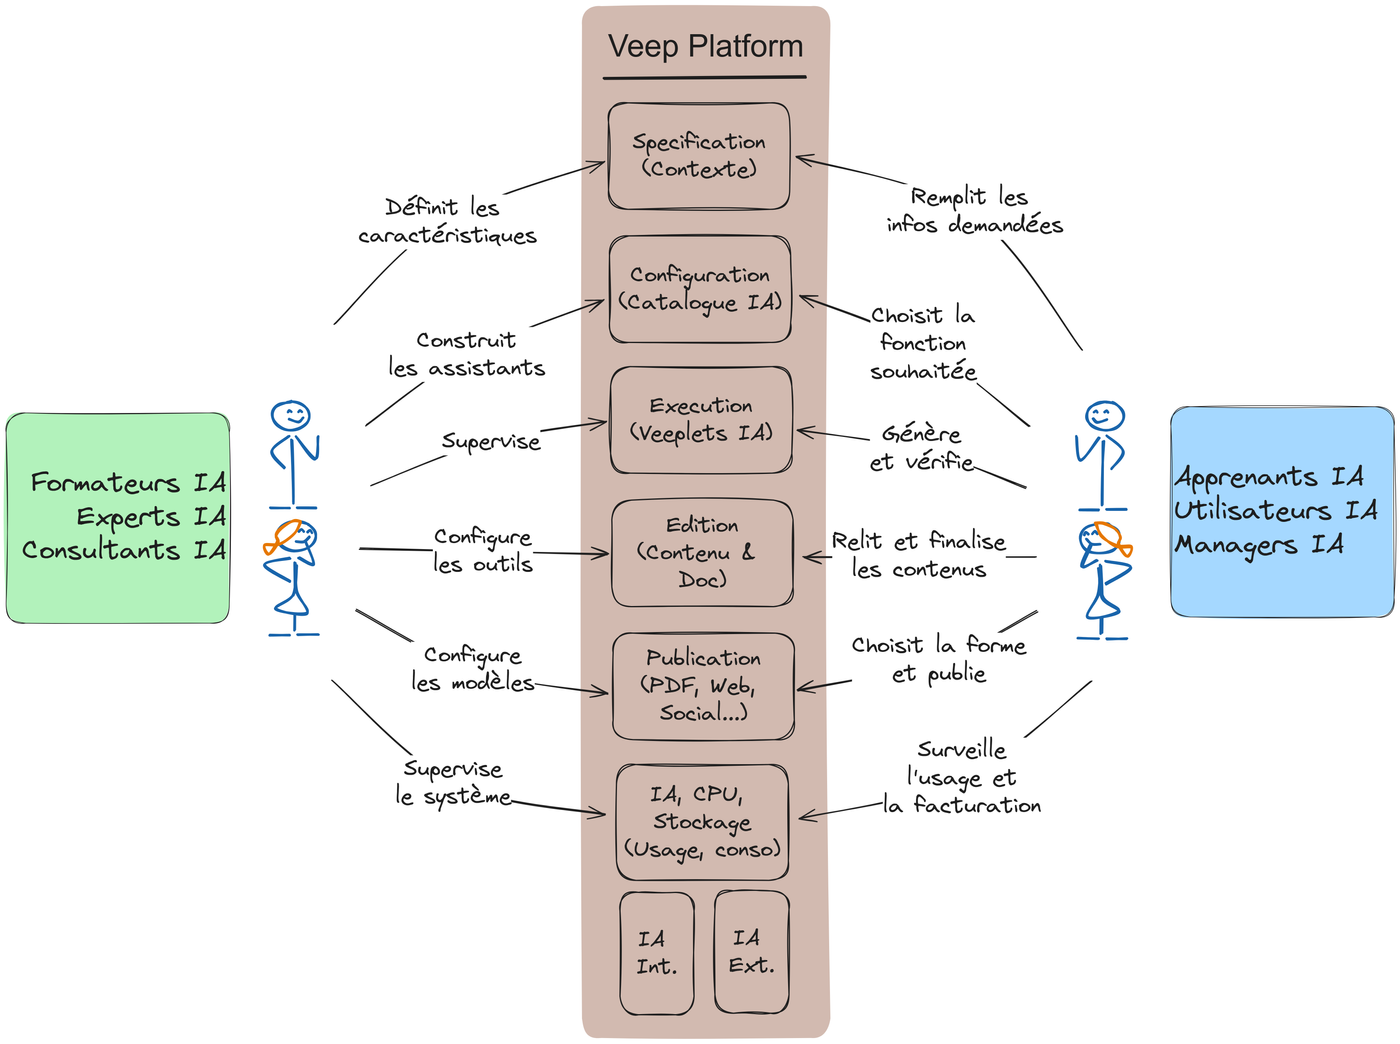 Veep Platform
Specification
(Contexte)
Configuration
(Catalogue IA)
Execution
(Veeplets IA)
Edition
(Contenu &
Doc)
Publication
(PDF, Web,
Social...)
IA, CPU,
Stockage
(Usage, conso)
IA
Int.
IA
Ext.
Formateurs IA
Experts IA
Consultants IA
Définit les
caractéristiques
Construit
les assistants
Supervise
Configure
les outils
Configure
les modèles
Supervise
le système
Remplit les
infos demandées
Choisit la
fonction
souhaitée
Génère
et vérifie
Relit et finalise
les contenus
Choisit la forme
et publie
Surveille
l'usage et
la facturation
Apprenants IA
Utilisateurs IA
Managers IA